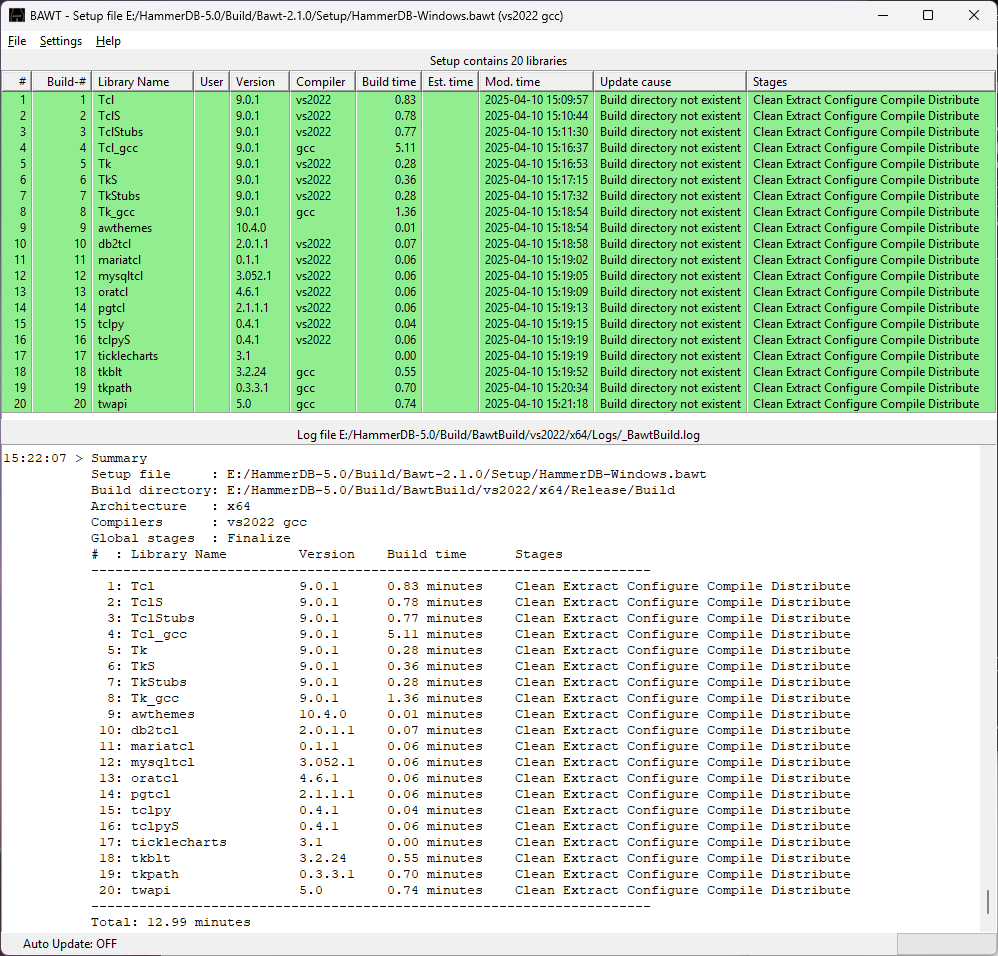 BAWT - Setup file E:/HammerDB-5.0/Build/Bawt-2.1.0/Setup/HammerDB-Windows.bawt (vs2022 gcc)
File Settings Help
Setup contains 20 libraries
# Build-# Library Name User Version Compiler Build time Est. time Mod. time Update cause Stages
1 1 Tcl 9.0.1 vs2022 0.83 2025-04-10 15:09:57 Build directory not existent Clean Extract Configure Compile Distribute
2 2 TclS 9.0.1 vs2022 0.78 2025-04-10 15:10:44 Build directory not existent Clean Extract Configure Compile Distribute
3 3 TclStubs 9.0.1 vs2022 0.77 2025-04-10 15:11:30 Build directory not existent Clean Extract Configure Compile Distribute
4 4 Tcl_gcc 9.0.1 gcc 5.11 2025-04-10 15:16:37 Build directory not existent Clean Extract Configure Compile Distribute
5 5 Tk 9.0.1 vs2022 0.28 2025-04-10 15:16:53 Build directory not existent Clean Extract Configure Compile Distribute
6 6 TkS 9.0.1 vs2022 0.36 2025-04-10 15:17:15 Build directory not existent Clean Extract Configure Compile Distribute
7 7 TkStubs 9.0.1 vs2022 0.28 2025-04-10 15:17:32 Build directory not existent Clean Extract Configure Compile Distribute
8 8 Tk_gcc 9.0.1 gcc 1.36 2025-04-10 15:18:54 Build directory not existent Clean Extract Configure Compile Distribute
9 9 awthemes 10.4.0 0.01 2025-04-10 15:18:54 Build directory not existent Clean Extract Configure Compile Distribute
10 10 db2tcl 2.0.1.1 vs2022 0.07 2025-04-10 15:18:58 Build directory not existent Clean Extract Configure Compile Distribute
11 11 mariatcl 0.1.1 vs2022 0.06 2025-04-10 15:19:02 Build directory not existent Clean Extract Configure Compile Distribute
12 12 mysqltcl 3.052.1 vs2022 0.06 2025-04-10 15:19:05 Build directory not existent Clean Extract Configure Compile Distribute
13 13 oratcl 4.6.1 vs2022 0.06 2025-04-10 15:19:09 Build directory not existent Clean Extract Configure Compile Distribute
14 14 pgtcl 2.1.1.1 vs2022 0.06 2025-04-10 15:19:13 Build directory not existent Clean Extract Configure Compile Distribute
15 15 tclpy 0.4.1 vs2022 0.04 2025-04-10 15:19:15 Build directory not existent Clean Extract Configure Compile Distribute
16 16 tclpyS 0.4.1 vs2022 0.06 2025-04-10 15:19:19 Build directory not existent Clean Extract Configure Compile Distribute
17 17 ticklecharts 3.1 0.00 2025-04-10 15:19:19 Build directory not existent Clean Extract Configure Compile Distribute
18 18 tkblt 3.2.24 gcc 0.55 2025-04-10 15:19:52 Build directory not existent Clean Extract Configure Compile Distribute
19 19 tkpath 0.3.3.1 gcc 0.70 2025-04-10 15:20:34 Build directory not existent Clean Extract Configure Compile Distribute
20 20 twapi 5.0 gcc 0.74 2025-04-10 15:21:18 Build directory not existent Clean Extract Configure Compile Distribute
Log file E:/HammerDB-5.0/Build/BawtBuild/vs2022/x64/Logs/_BawtBuild.log
15:22:07 > Summary
Setup file : E:/HammerDB-5.0/Build/Bawt-2.1.0/Setup/HammerDB-Windows.bawt
Build directory: E:/HammerDB-5.0/Build/BawtBuild/vs2022/x64/Release/Build
Architecture : x64
Compilers : vs2022 gcc
Global stages : Finalize
# : Library Name Version Build time Stages
----------------------------------------------------------------------
1: Tcl 9.0.1 0.83 minutes Clean Extract Configure Compile Distribute
2: TclS 9.0.1 0.78 minutes Clean Extract Configure Compile Distribute
3: TclStubs 9.0.1 0.77 minutes Clean Extract Configure Compile Distribute
4: Tcl_gcc 9.0.1 5.11 minutes Clean Extract Configure Compile Distribute
5: Tk 9.0.1 0.28 minutes Clean Extract Configure Compile Distribute
6: TkS 9.0.1 0.36 minutes Clean Extract Configure Compile Distribute
7: TkStubs 9.0.1 0.28 minutes Clean Extract Configure Compile Distribute
8: Tk_gcc 9.0.1 1.36 minutes Clean Extract Configure Compile Distribute
9: awthemes 10.4.0 0.01 minutes Clean Extract Configure Compile Distribute
10: db2tcl 2.0.1.1 0.07 minutes Clean Extract Configure Compile Distribute
11: mariatcl 0.1.1 0.06 minutes Clean Extract Configure Compile Distribute
12: mysqltcl 3.052.1 0.06 minutes Clean Extract Configure Compile Distribute
13: oratcl 4.6.1 0.06 minutes Clean Extract Configure Compile Distribute
14: pgtcl 2.1.1.1 0.06 minutes Clean Extract Configure Compile Distribute
15: tclpy 0.4.1 0.04 minutes Clean Extract Configure Compile Distribute
16: tclpyS 0.4.1 0.06 minutes Clean Extract Configure Compile Distribute
17: ticklecharts 3.1 0.00 minutes Clean Extract Configure Compile Distribute
18: tkblt 3.2.24 0.55 minutes Clean Extract Configure Compile Distribute
19: tkpath 0.3.3.1 0.70 minutes Clean Extract Configure Compile Distribute
20: twapi 5.0 0.74 minutes Clean Extract Configure Compile Distribute
----------------------------------------------------------------------
Total: 12.99 minutes
Auto Update: OFF